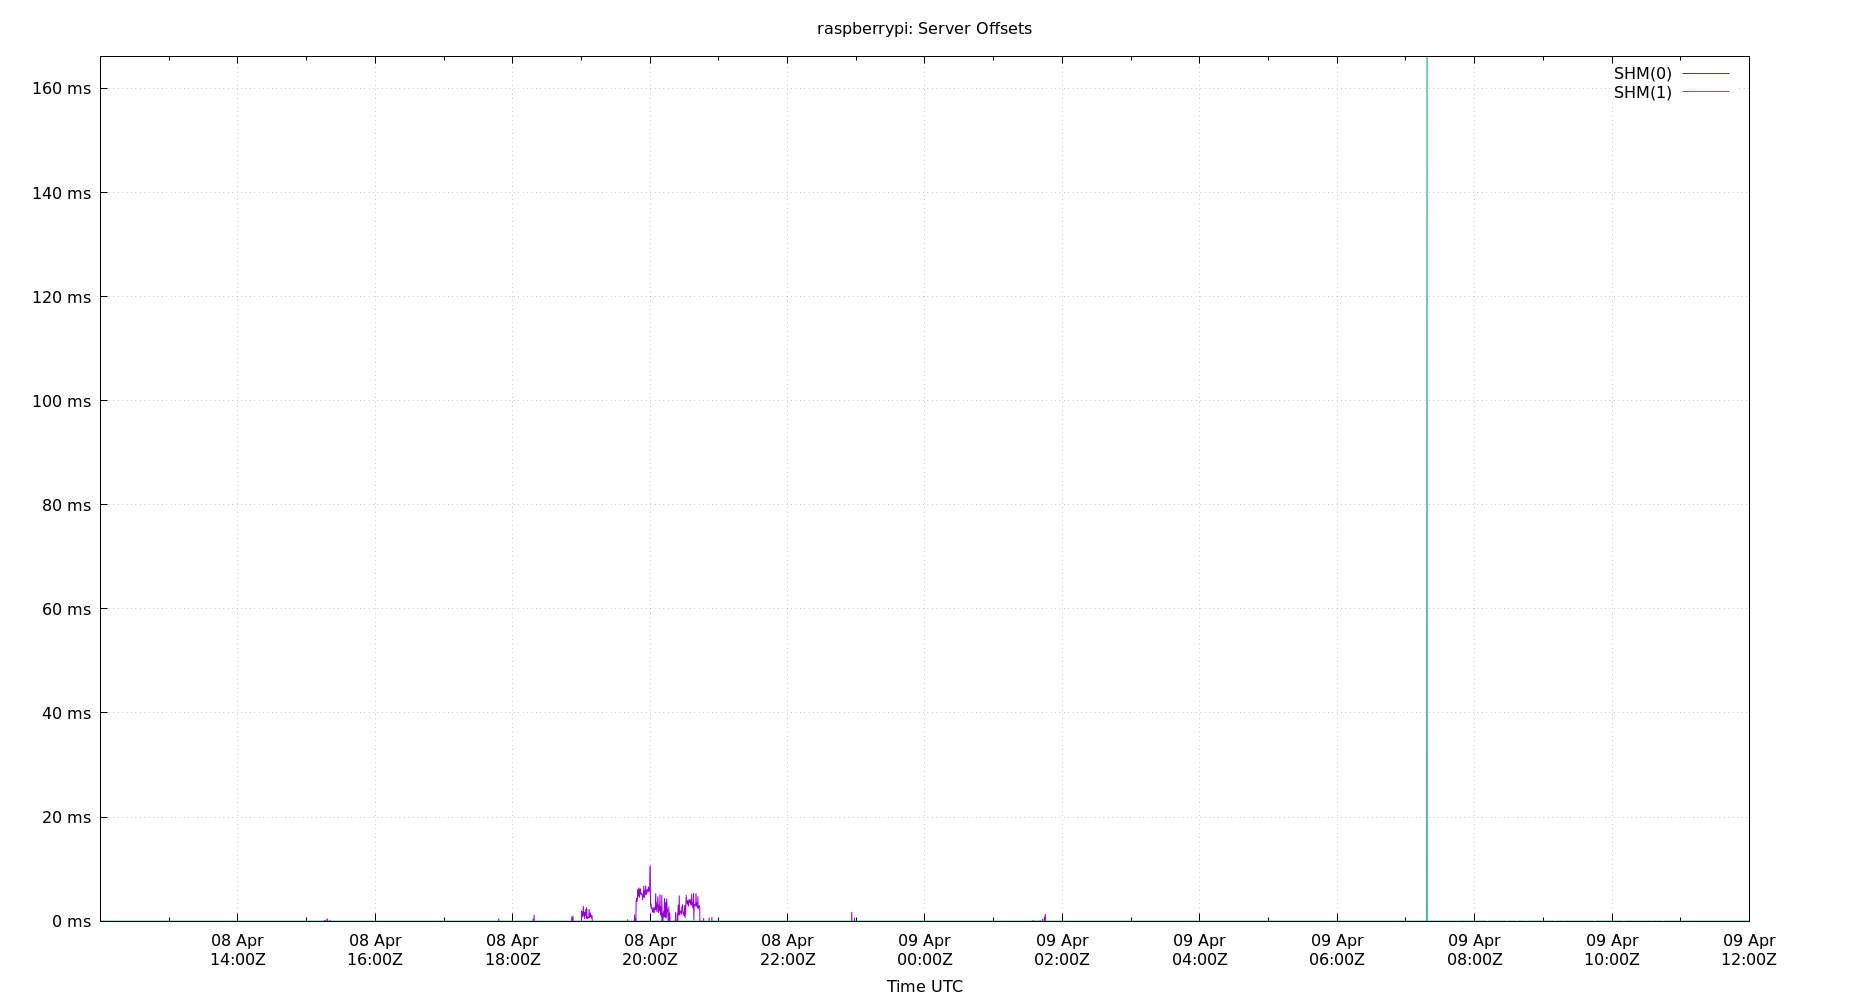 raspberrypi: Server Offsets
SHM(0)
SHM(1)
160 ms
140 ms
120 ms
100 ms
80 ms
60 ms
40 ms
20 ms
0 ms
08 Apr 08 Apr 08 Apr 08 Apr 08 Apr 09 Apr 09 Apr 09 Apr 09 Apr 09 Apr 09 Apr 09 Apr
14:00Z 16:00Z 18:00Z 20:00Z 22:00Z 00:00Z 02:00Z 04:00Z 06:00Z 08:00Z 10:00Z 12:00Z
Time UTC